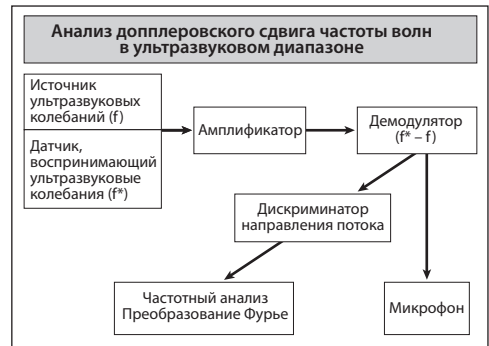 Анализ допплеровского сдвига частоты волн
в ультразвуковом диапазоне
Источник
ультразвуковых
колебаний (f)
Датчик,
воспринимающий
ультразвуковые
колебания (f*)
Амплификатор
Демодулятор
(f* – f)
Дискриминатор
направления потока
Частотный анализ
Преобразование Фурье
Микрофон